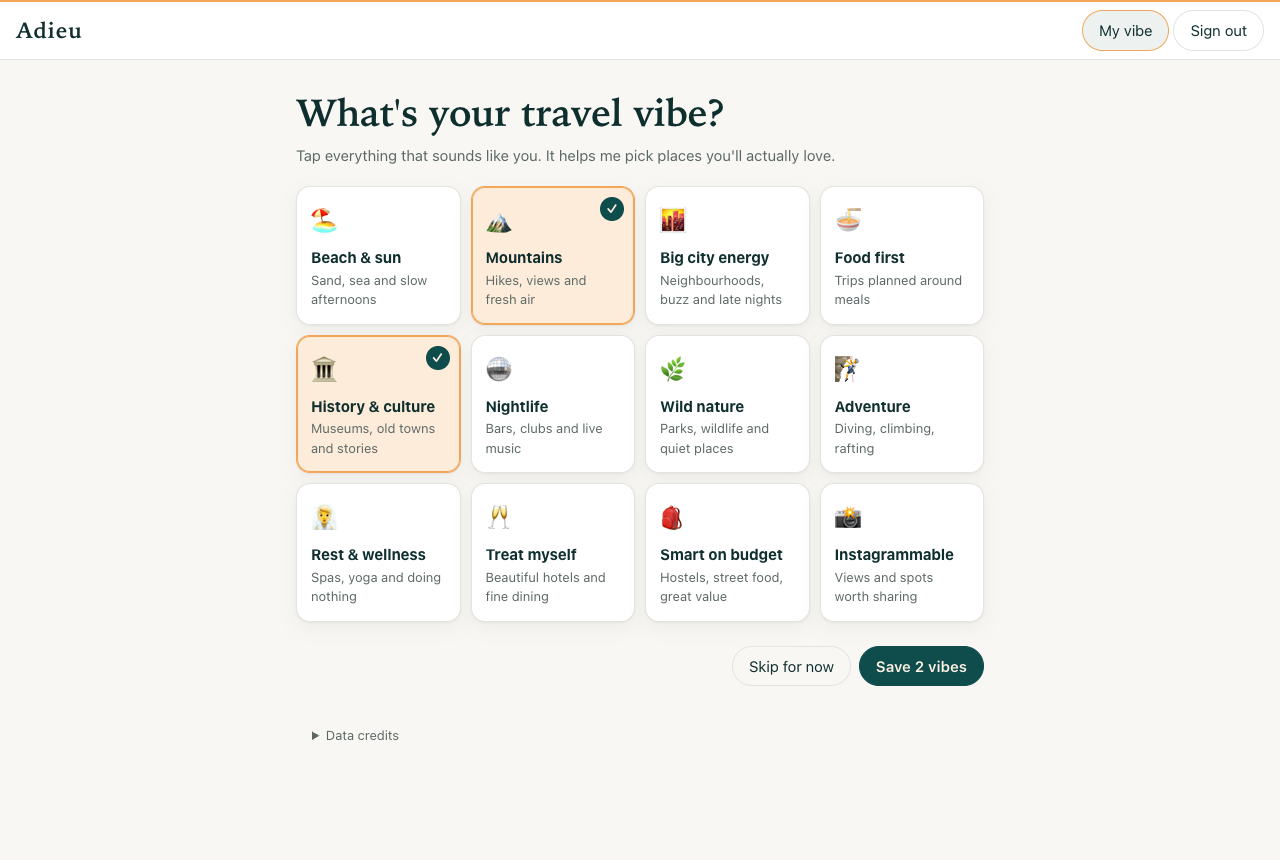 Adieu
My vibe
Sign out
What's your travel vibe?
Tap everything that sounds like you. It helps me pick places you'll actually love.
Beach & sun
Sand, sea and slow
afternoons
Mountains
Hikes, views and
fresh air
Big city energy
Neighbourhoods,
buzz and late nights
Food first
Trips planned around
meals
History & culture
Museums, old towns
and stories
Nightlife
Bars, clubs and live
music
Wild nature
Parks, wildlife and
quiet places
Adventure
Diving, climbing,
rafting
Rest & wellness
Spas, yoga and doing
nothing
Treat myself
Beautiful hotels and
fine dining
Smart on budget
Hostels, street food,
great value
Instagrammable
Views and spots
worth sharing
Skip for now
Save 2 vibes
Data credits